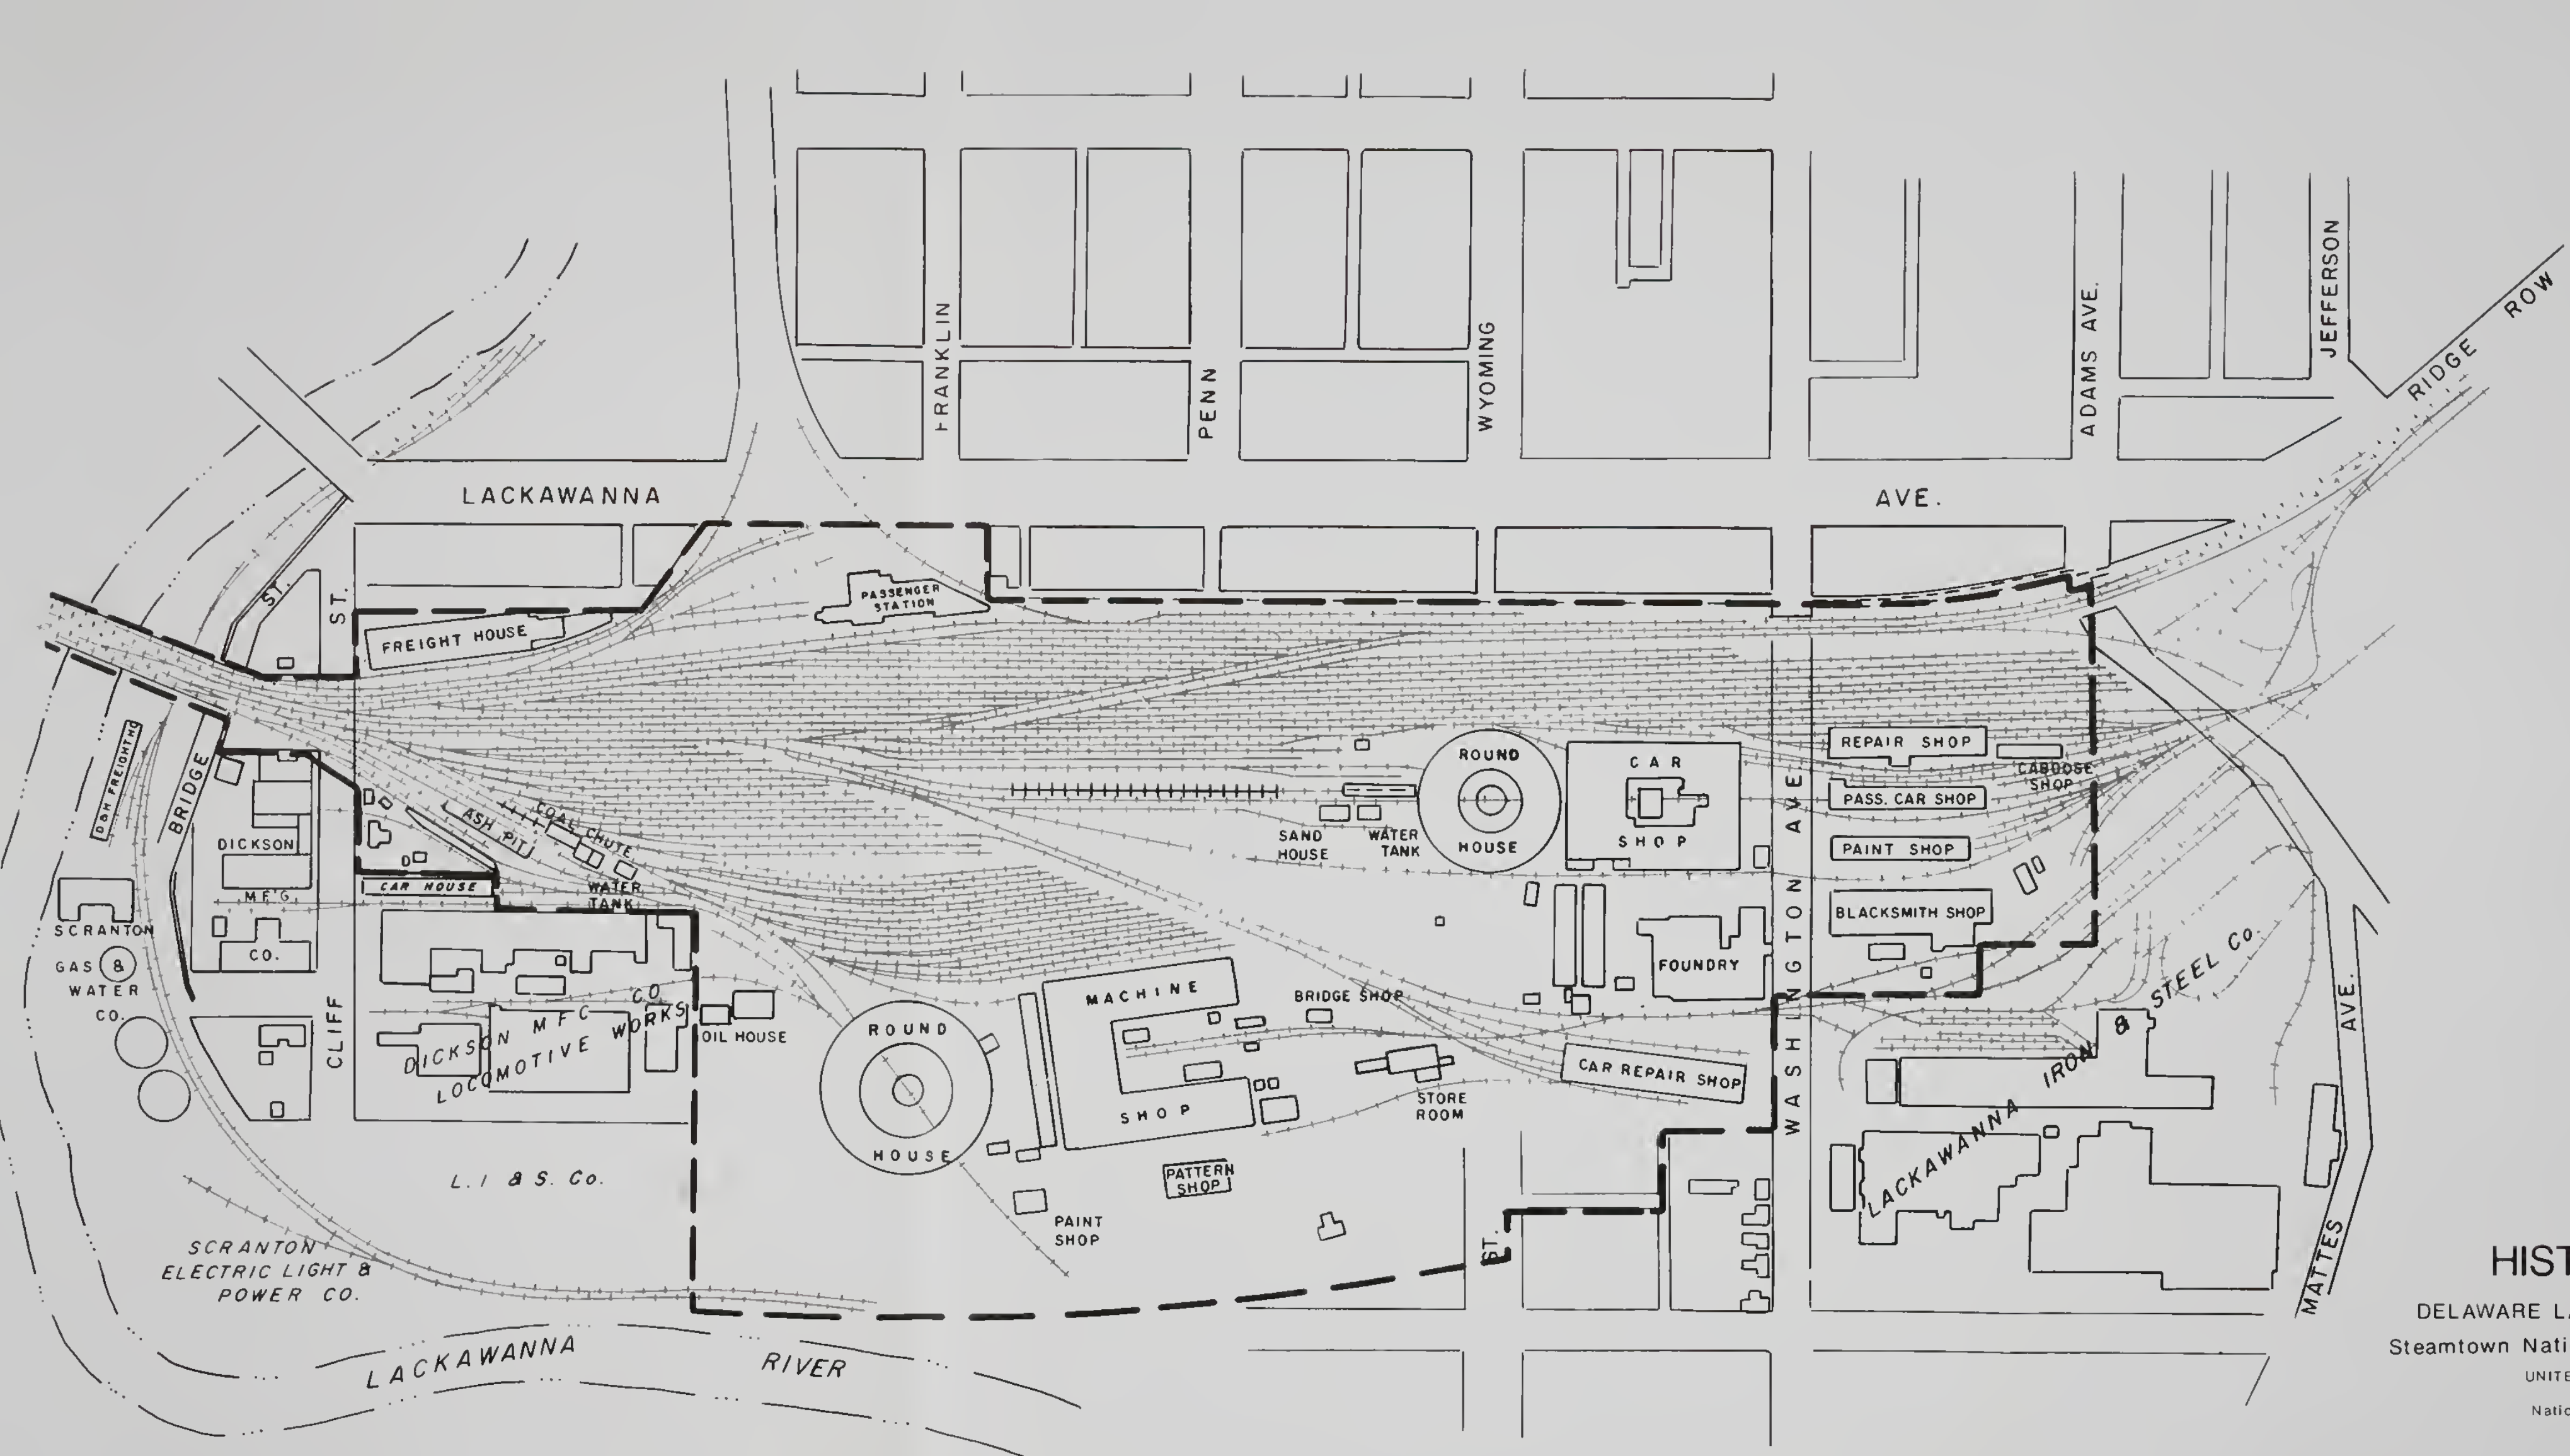 JEFFERSON
RIDGE ROW
FRANKLIN
PENN
WYOMING
ADAMS AVE.
LACKAWANNA AVE.
ST.
ST.
PASSENGER
STATION
FREIGHT HOUSE
D&H FREIGHT HO
BRIDGE
ASH PIT
COAL CHUTE
D
CAR HOUSE
WATER
TANK
DICKSON
M'F'G.
CO.
SCRANTON
GAS &
WATER
CO.
CLIFF
DICKSON MFG CO
LOCOMOTIVE WORKS
OIL HOUSE
ROUND
HOUSE
SAND
HOUSE
WATER
TANK
CAR
SHOP
WASHINGTON AVE.
REPAIR SHOP
CABOOSE
SHOP
PASS. CAR SHOP
PAINT SHOP
BLACKSMITH SHOP
FOUNDRY
ROUND
HOUSE
MACHINE
SHOP
BRIDGE SHOP
STORE
ROOM
CAR REPAIR SHOP
PATTERN
SHOP
PAINT
SHOP
ST.
LACKAWANNA IRON & STEEL Co.
MATTES AVE.
L. I & S. Co.
SCRANTON
ELECTRIC LIGHT &
POWER CO.
LACKAWANNA RIVER
HIST
DELAWARE LA
Steamtown Nati
UNITE
Natio